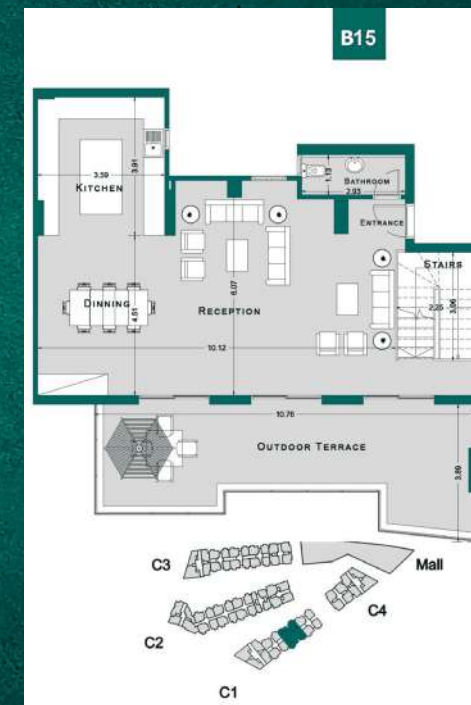 B15
3.59
3.91
KITCHEN
1.13
BATHROOM
2.93
ENTRANCE
STAIRS
DINNING
4.51
RECEPTION
6.07
2.25
3.06
10.12
10.76
OUTDOOR TERRACE
3.89
C3
Mall
C4
C2
C1